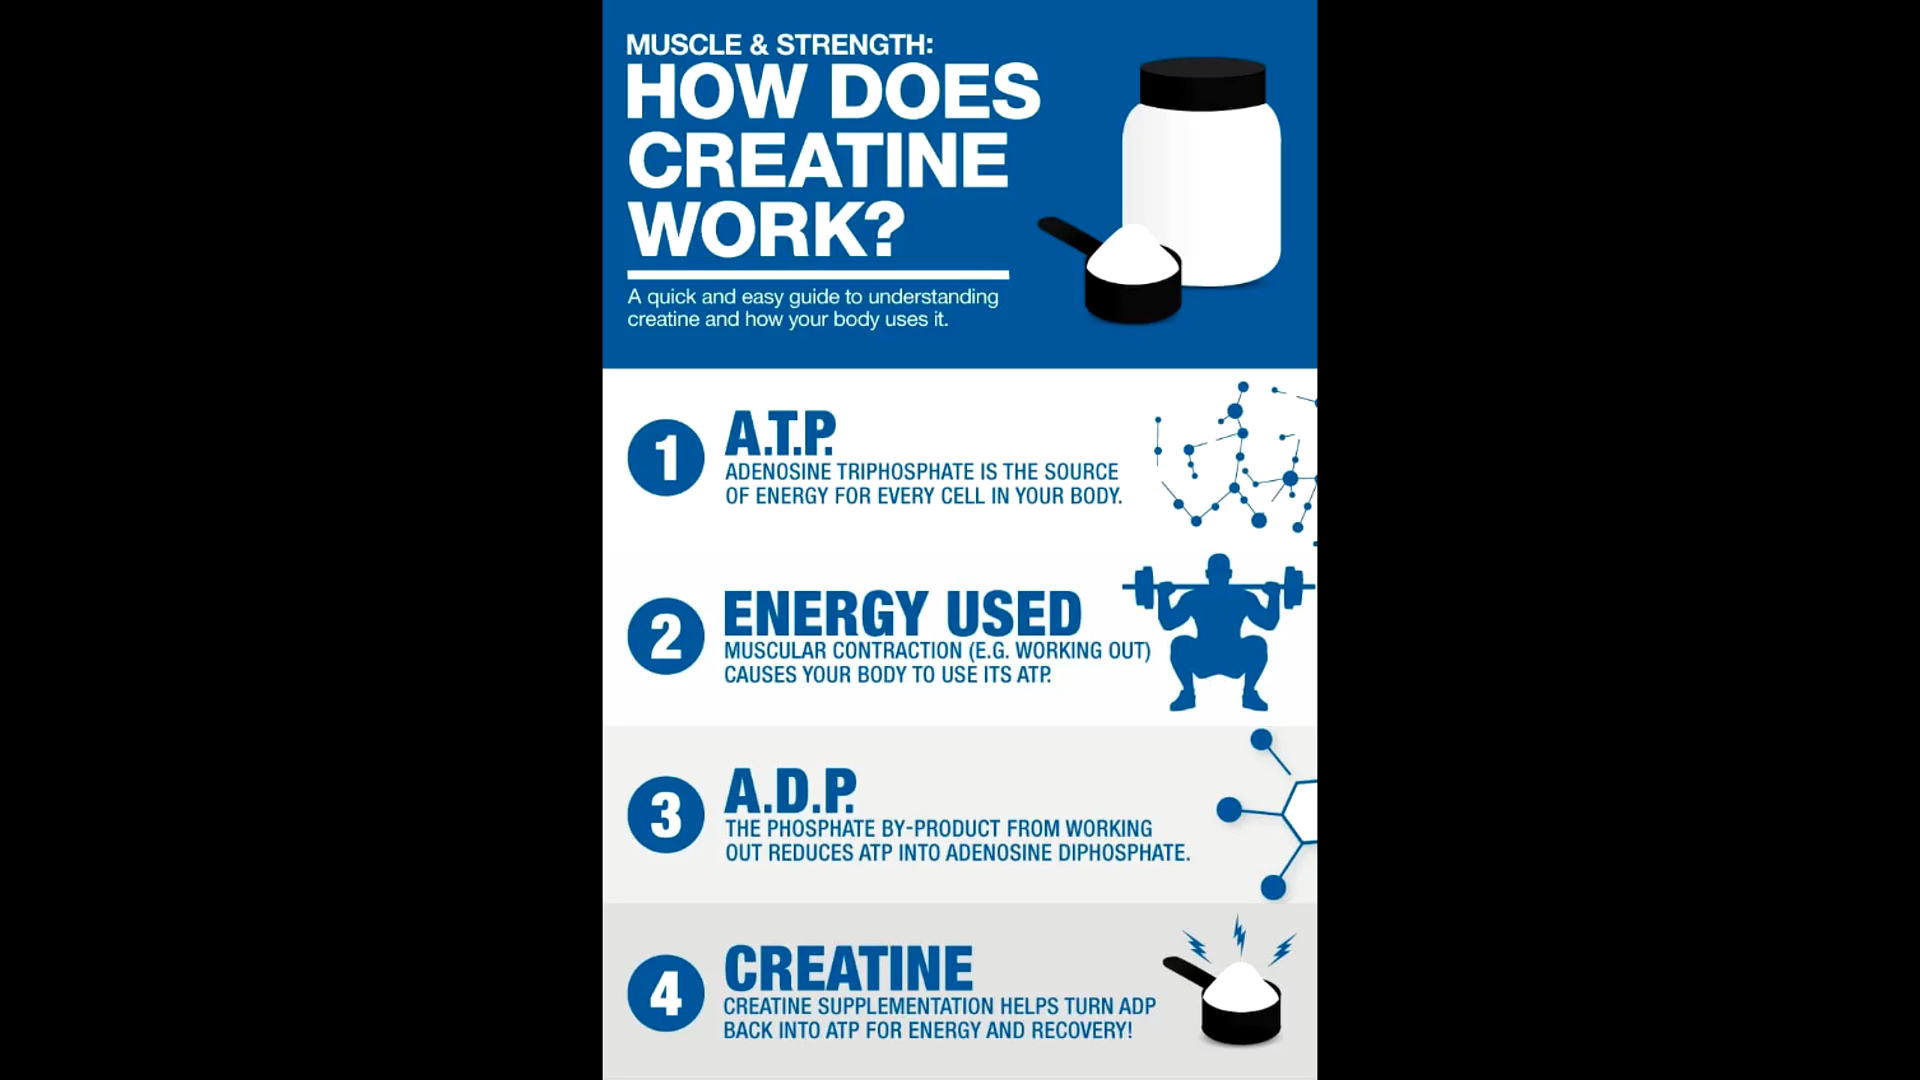 MUSCLE & STRENGTH:
HOW DOES
CREATINE
WORK?
A quick and easy guide to understanding
creatine and how your body uses it.
1
A.T.P.
ADENOSINE TRIPHOSPHATE IS THE SOURCE
OF ENERGY FOR EVERY CELL IN YOUR BODY.
2
ENERGY USED
MUSCULAR CONTRACTION (E.G. WORKING OUT)
CAUSES YOUR BODY TO USE ITS ATP.
3
A.D.P.
THE PHOSPHATE BY-PRODUCT FROM WORKING
OUT REDUCES ATP INTO ADENOSINE DIPHOSPHATE.
4
CREATINE
CREATINE SUPPLEMENTATION HELPS TURN ADP
BACK INTO ATP FOR ENERGY AND RECOVERY!